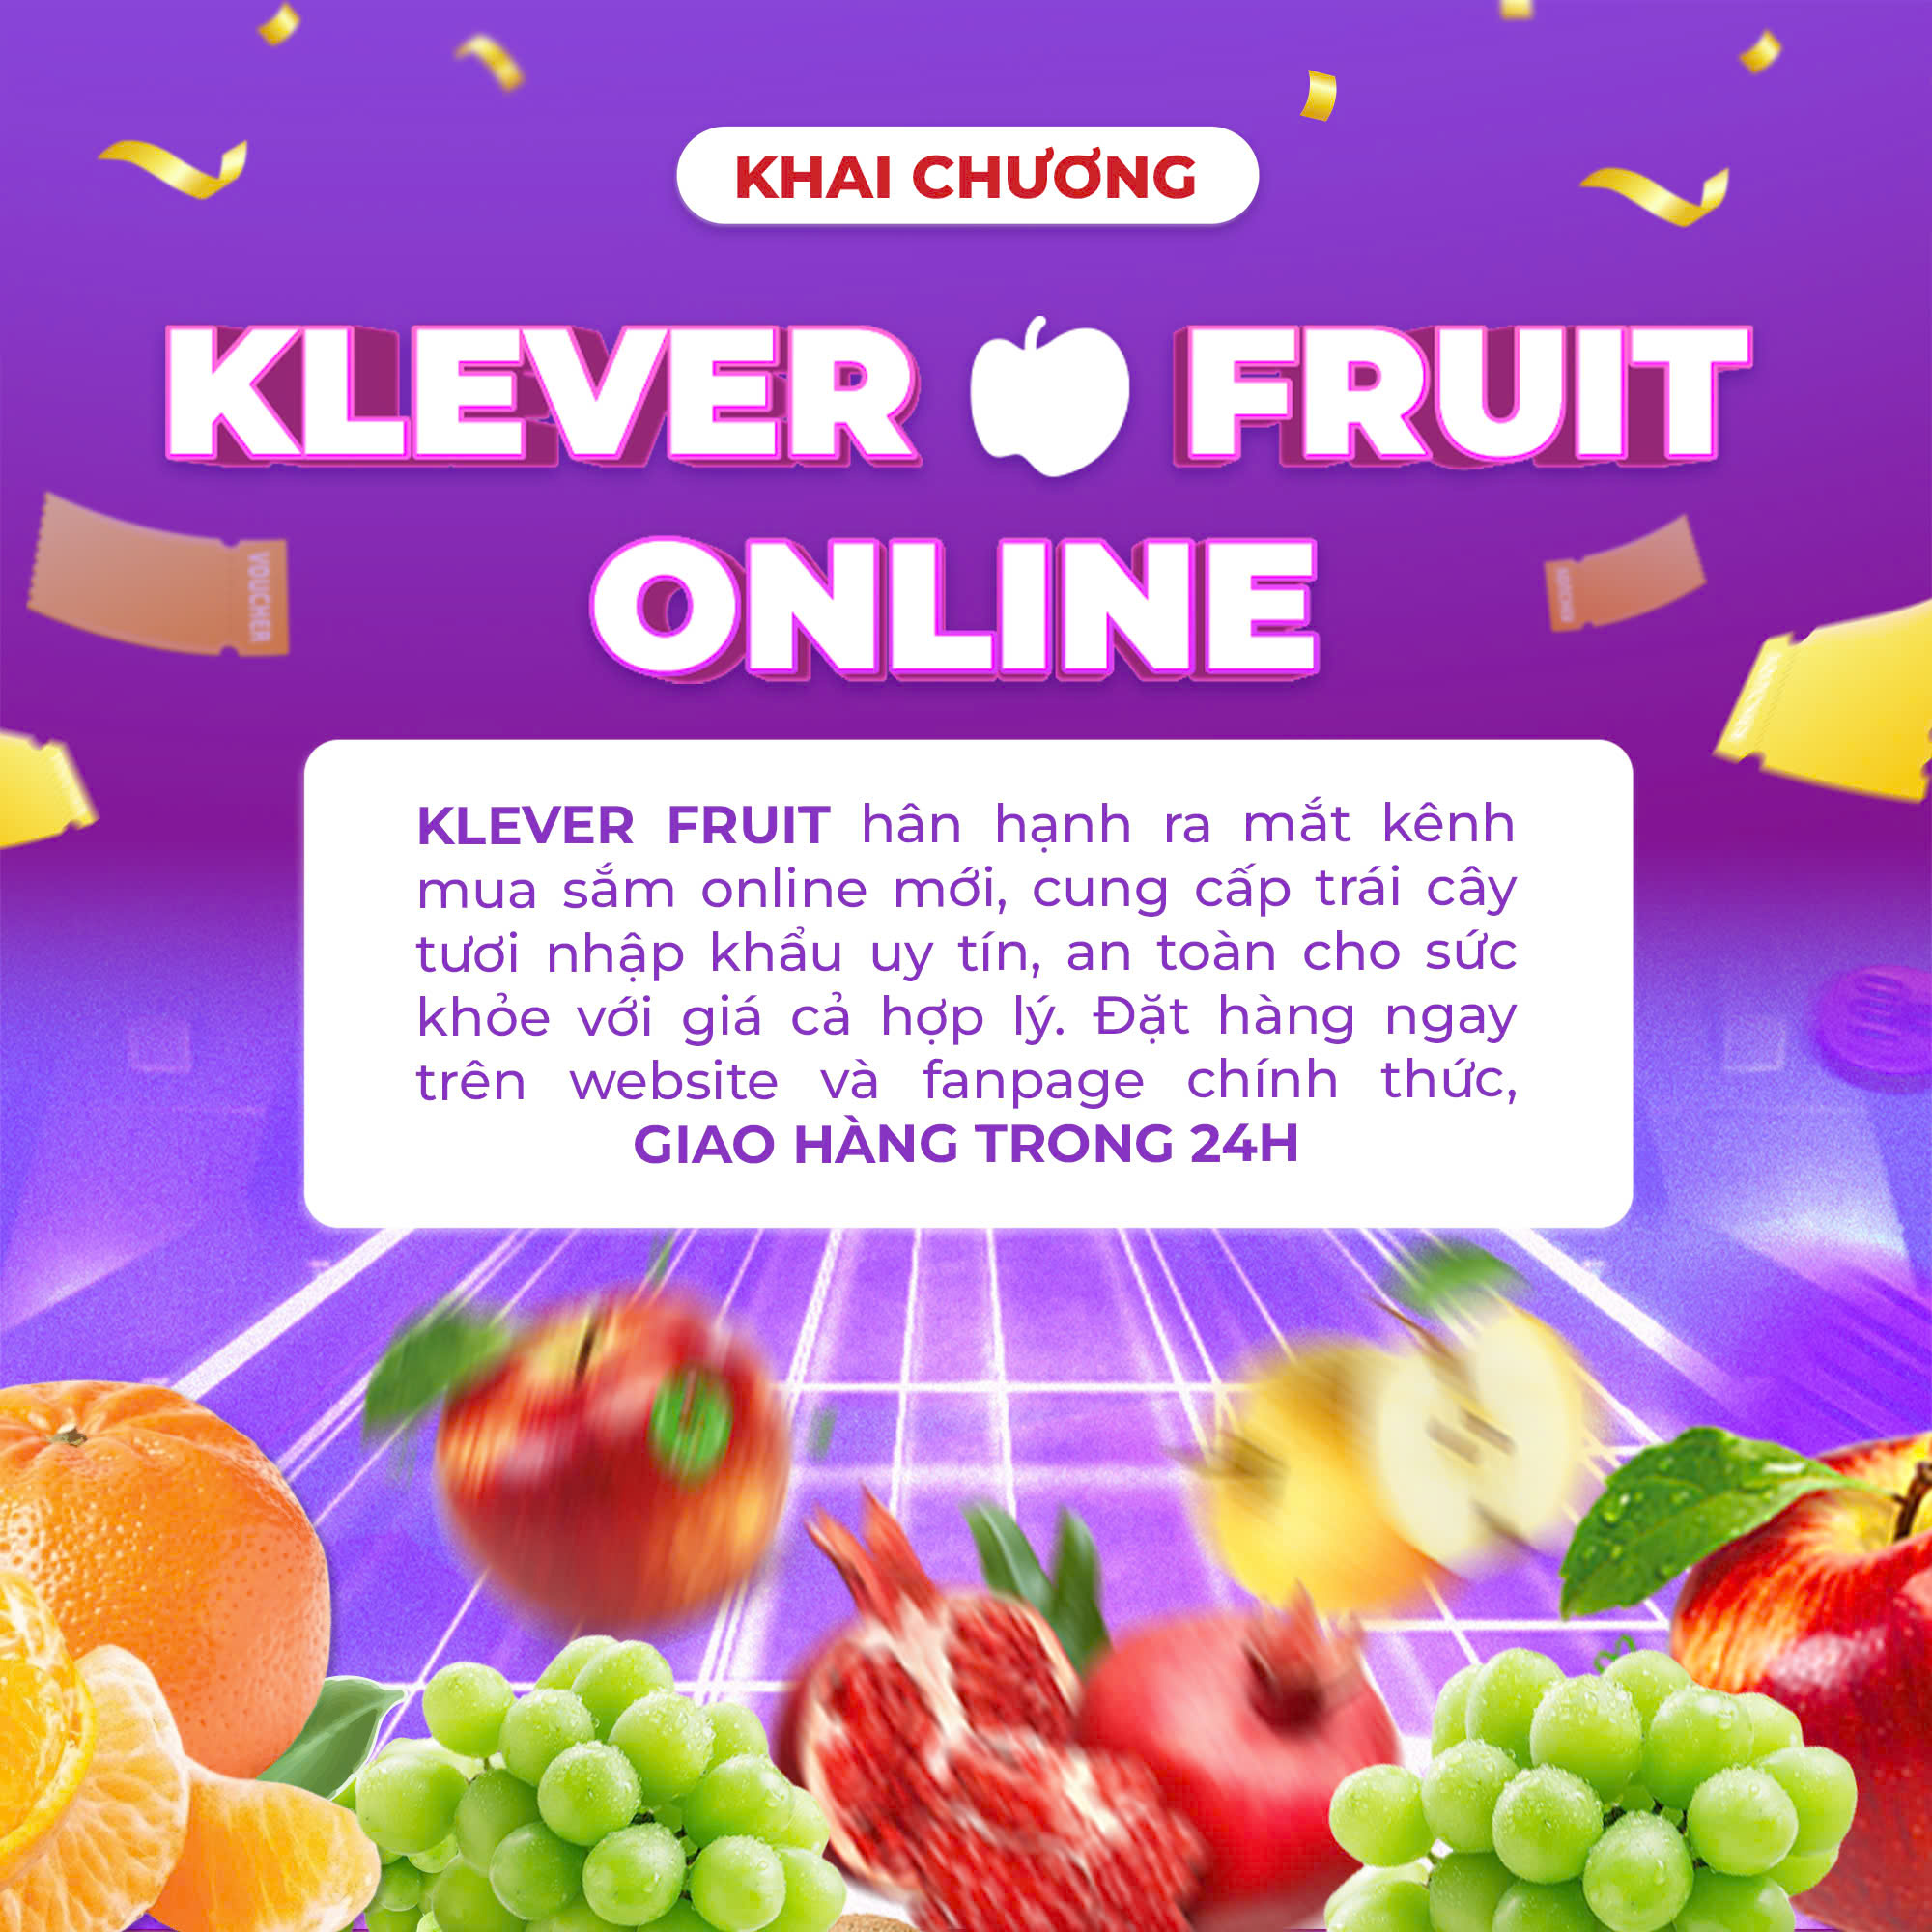 KHAI CHƯƠNG
KLEVER FRUIT
ONLINE
VOUCHER
KLEVER FRUIT hân hạnh ra mắt kênh
mua sắm online mới, cung cấp trái cây
tươi nhập khẩu uy tín, an toàn cho sức
khỏe với giá cả hợp lý. Đặt hàng ngay
trên website và fanpage chính thức,
GIAO HÀNG TRONG 24H